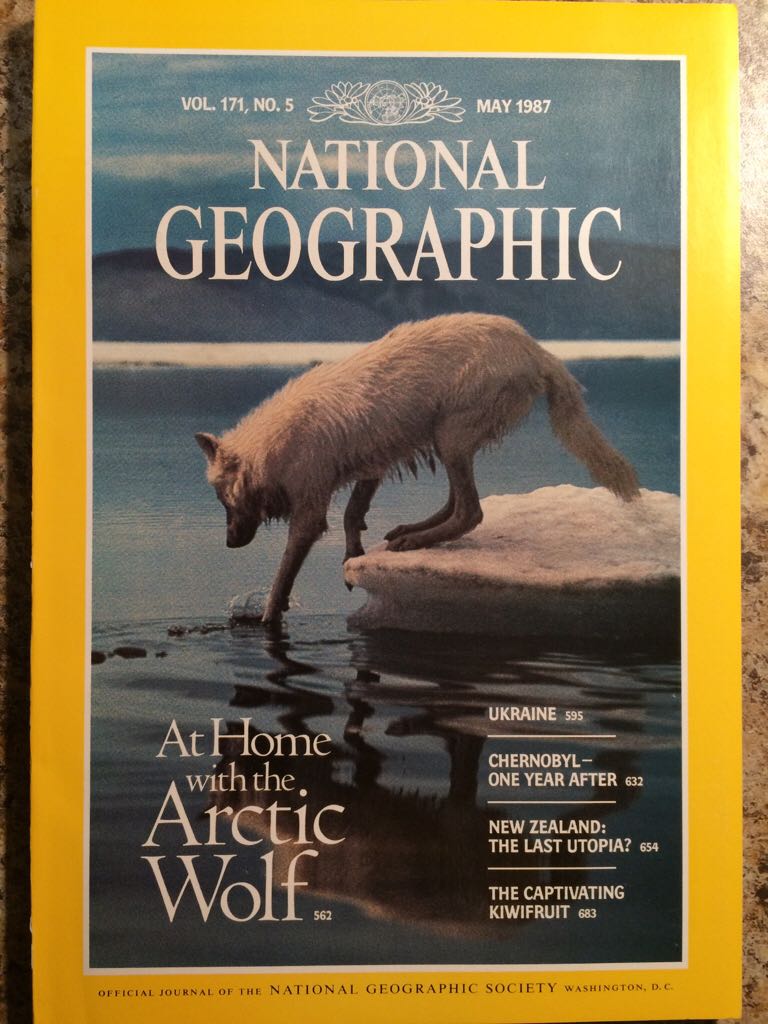 VOL. 171, NO. 5 MAY 1987
NATIONAL
GEOGRAPHIC
At Home
with the
Arctic
Wolf 562
UKRAINE 595
CHERNOBYL–
ONE YEAR AFTER 632
NEW ZEALAND:
THE LAST UTOPIA? 654
THE CAPTIVATING
KIWIFRUIT 683
OFFICIAL JOURNAL OF THE NATIONAL GEOGRAPHIC SOCIETY WASHINGTON, D.C.